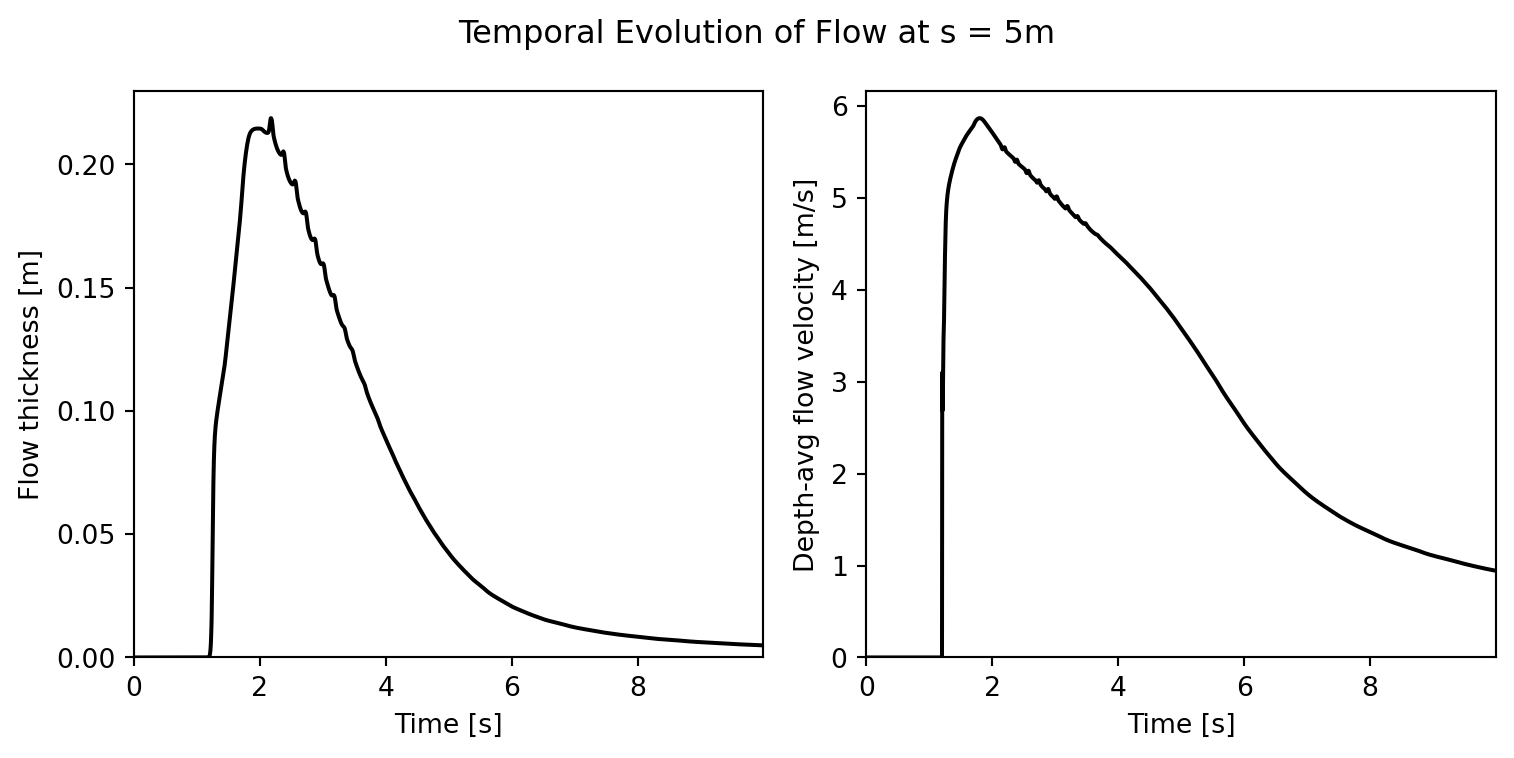 Temporal Evolution of Flow at s = 5m
Flow thickness [m]
0.20
0.15
0.10
0.05
0.00
0 2 4 6 8
Time [s]
Depth-avg flow velocity [m/s]
6
5
4
3
2
1
0
0 2 4 6 8
Time [s]